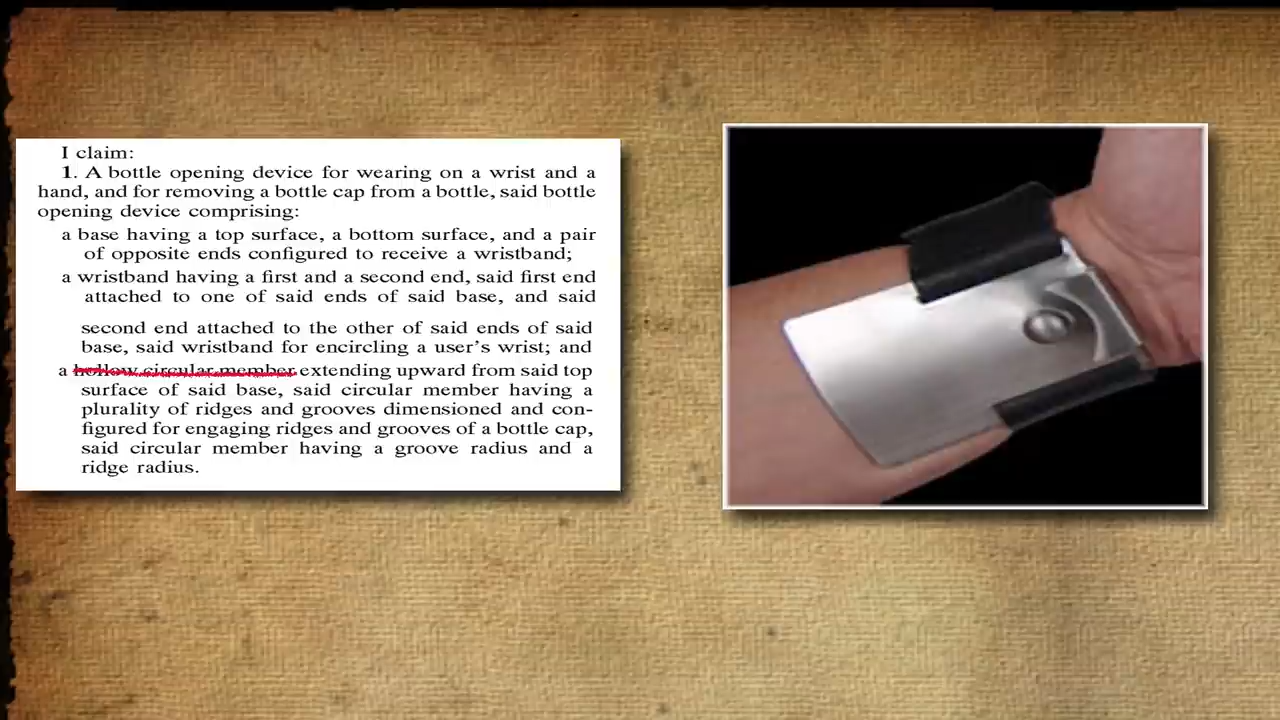 I claim:
1. A bottle opening device for wearing on a wrist and a
hand, and for removing a bottle cap from a bottle, said bottle
opening device comprising:
a base having a top surface, a bottom surface, and a pair
of opposite ends configured to receive a wristband;
a wristband having a first and a second end, said first end
attached to one of said ends of said base, and said
second end attached to the other of said ends of said
base, said wristband for encircling a user's wrist; and
a hollow circular member extending upward from said top
surface of said base, said circular member having a
plurality of ridges and grooves dimensioned and con-
figured for engaging ridges and grooves of a bottle cap,
said circular member having a groove radius and a
ridge radius.